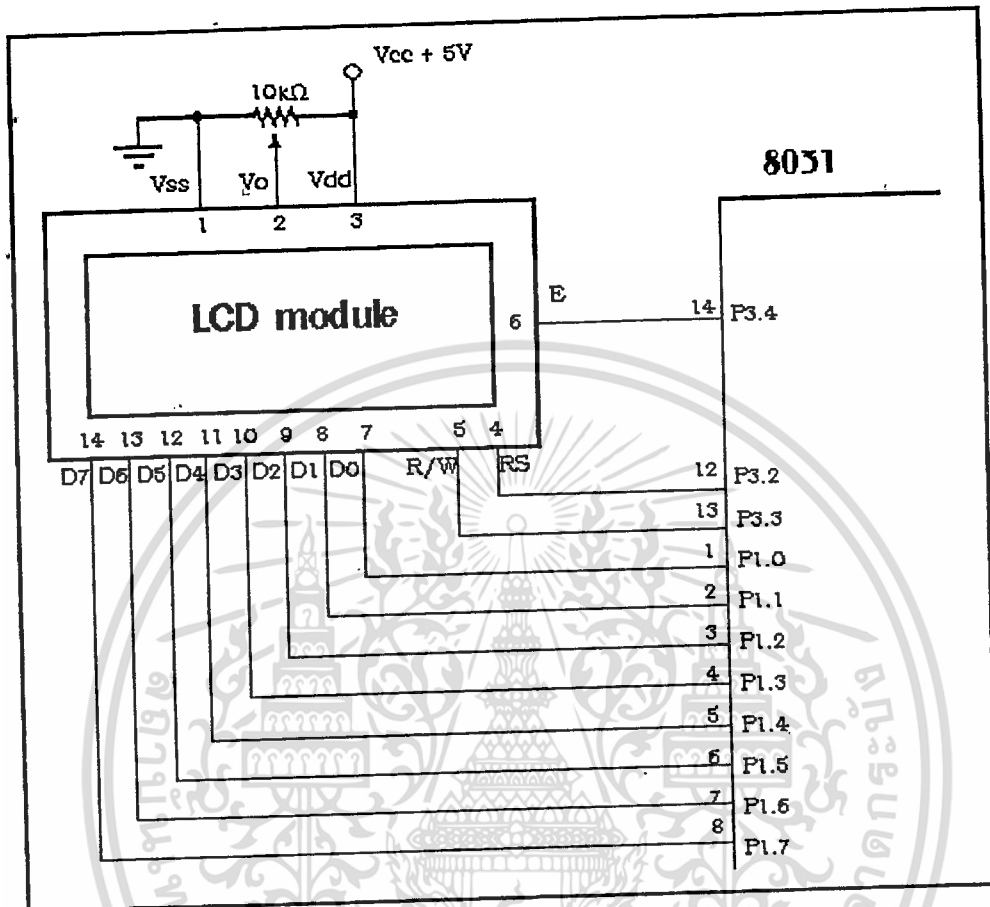 Vcc + 5V
10kΩ
8031
Vss Vo Vdd
1 2 3
LCD module
6
E
14 P3.4
14 13 12 11 10 9 8 7 5 4
D7 D6 D5 D4 D3 D2 D1 D0 R/W RS
12 P3.2
13 P3.3
1 P1.0
2 P1.1
3 P1.2
4 P1.3
5 P1.4
6 P1.5
7 P1.6
8 P1.7